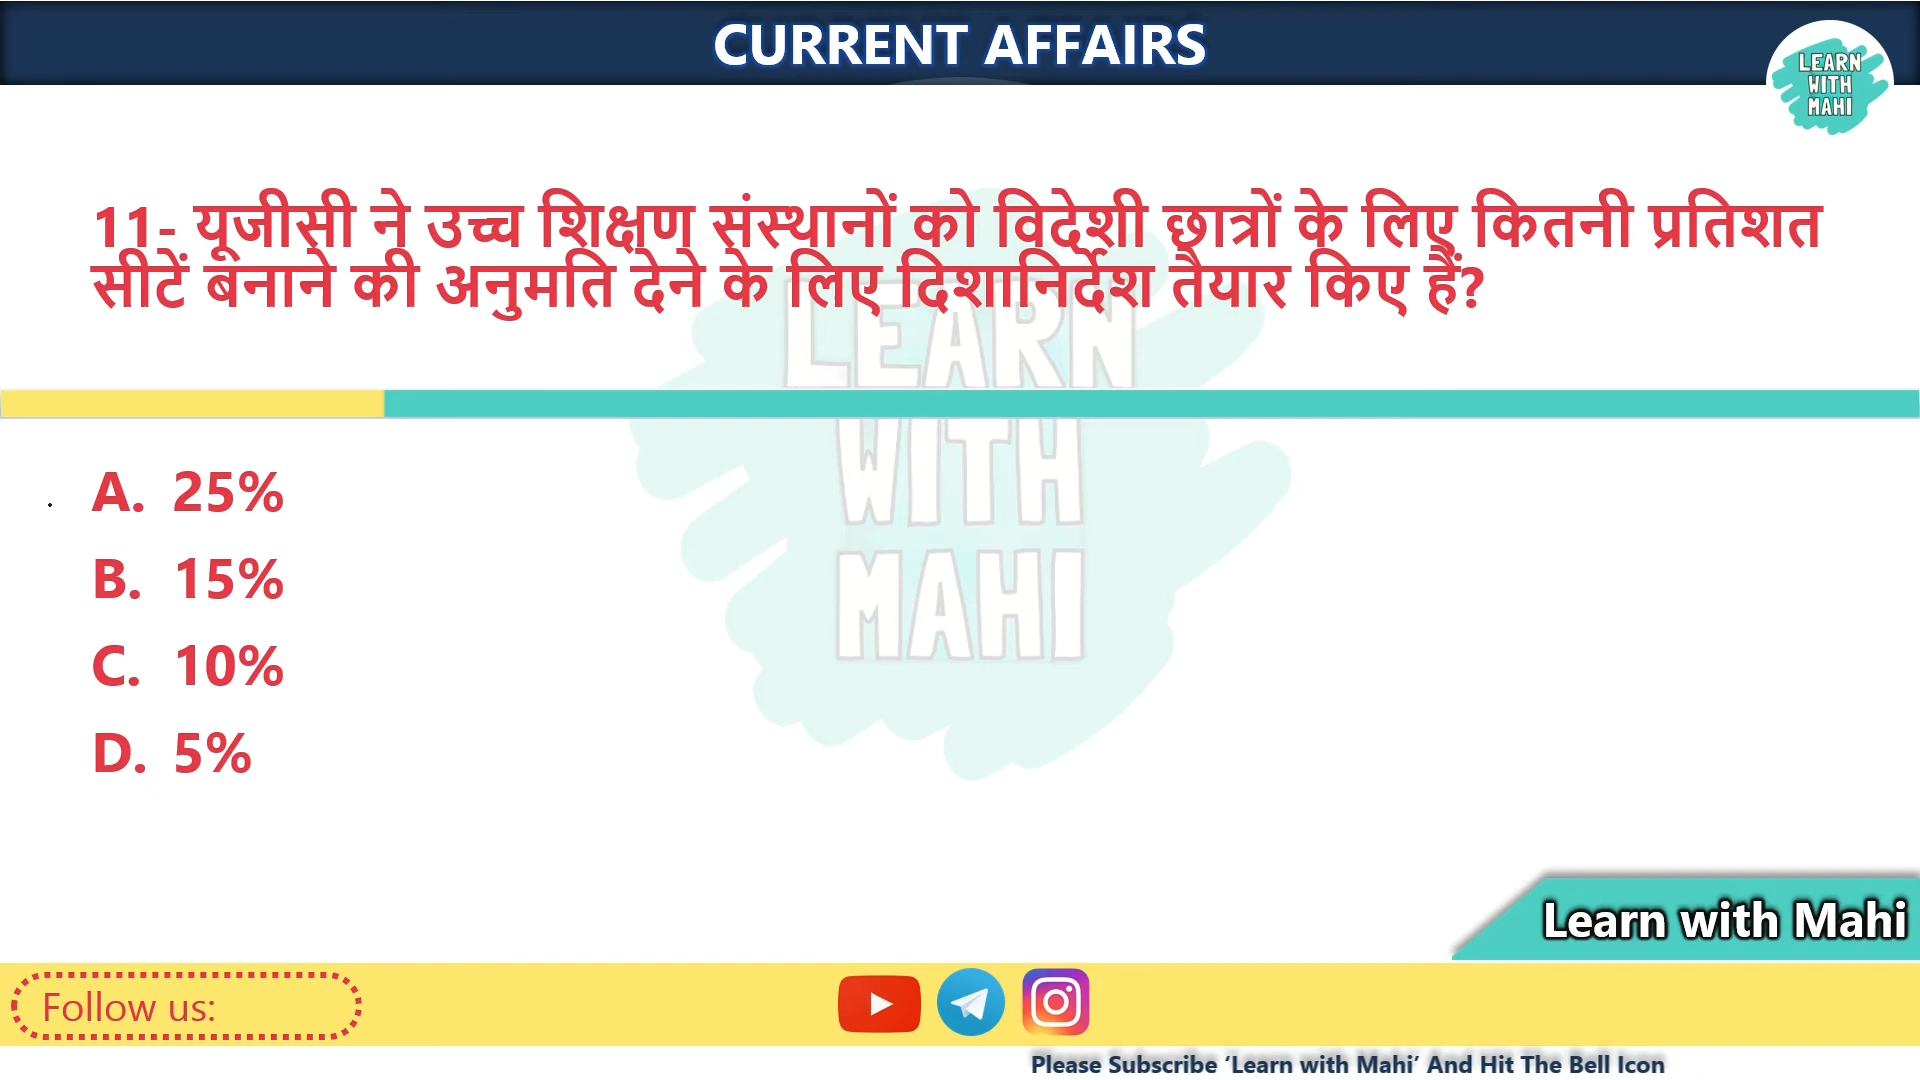 CURRENT AFFAIRS
LEARN
WITH
MAHI
11- यूजीसी ने उच्च शिक्षण संस्थानों को विदेशी छात्रों के लिए कितनी प्रतिशत
सीटें बनाने की अनुमति देने के लिए दिशानिर्देश तैयार किए हैं?
LEARN
WITH
MAHI
A. 25%
B. 15%
C. 10%
D. 5%
Learn with Mahi
Follow us:
Please Subscribe ‘Learn with Mahi’ And Hit The Bell Icon